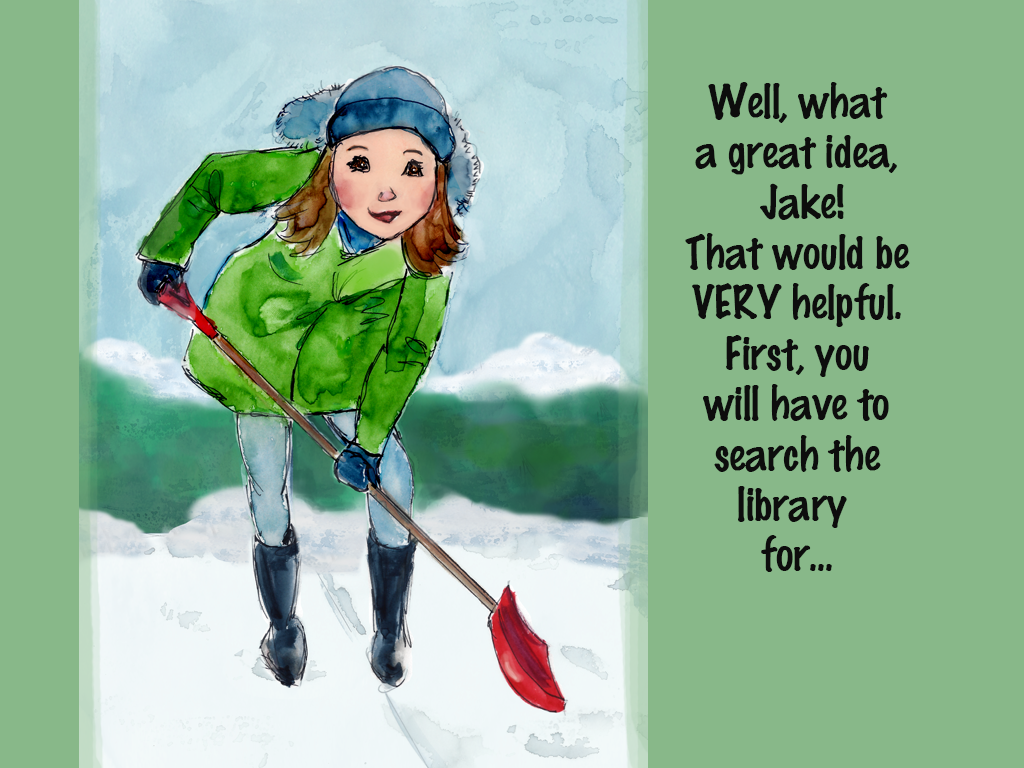 Well, what
a great idea,
Jake!
That would be
VERY helpful.
First, you
will have to
search the
library
for...